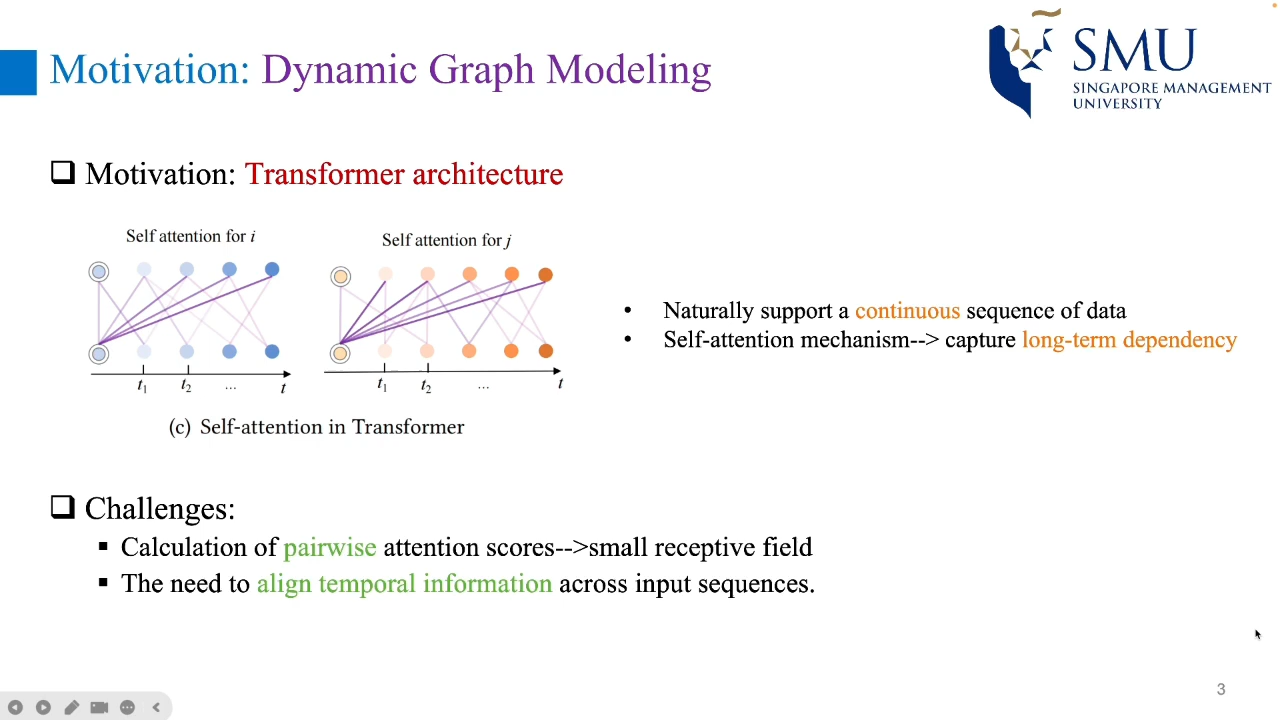 Motivation: Dynamic Graph Modeling
SMU
SINGAPORE MANAGEMENT
UNIVERSITY
Motivation: Transformer architecture
Self attention for i
Self attention for j
t1 t2 ... t
t1 t2 ... t
(c) Self-attention in Transformer
• Naturally support a continuous sequence of data
• Self-attention mechanism--> capture long-term dependency
Challenges:
▪ Calculation of pairwise attention scores-->small receptive field
▪ The need to align temporal information across input sequences.
3